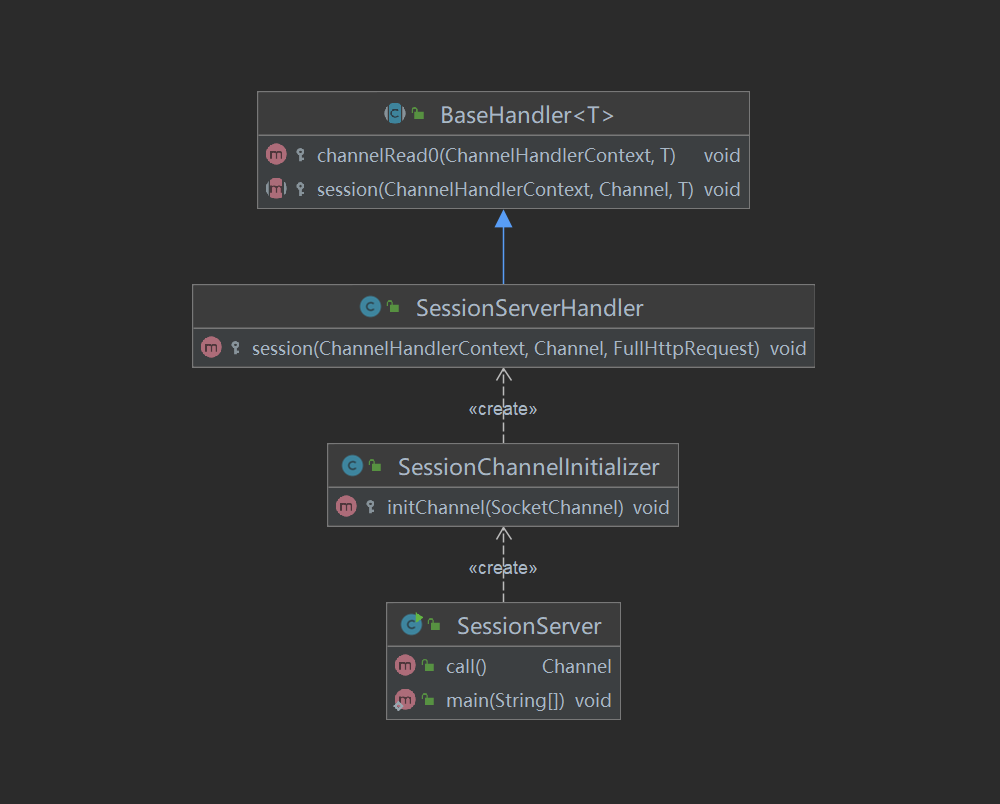 BaseHandler<T>
channelRead0(ChannelHandlerContext, T) void
session(ChannelHandlerContext, Channel, T) void
SessionServerHandler
session(ChannelHandlerContext, Channel, FullHttpRequest) void
«create»
SessionChannelInitializer
initChannel(SocketChannel) void
«create»
SessionServer
call() Channel
main(String[]) void